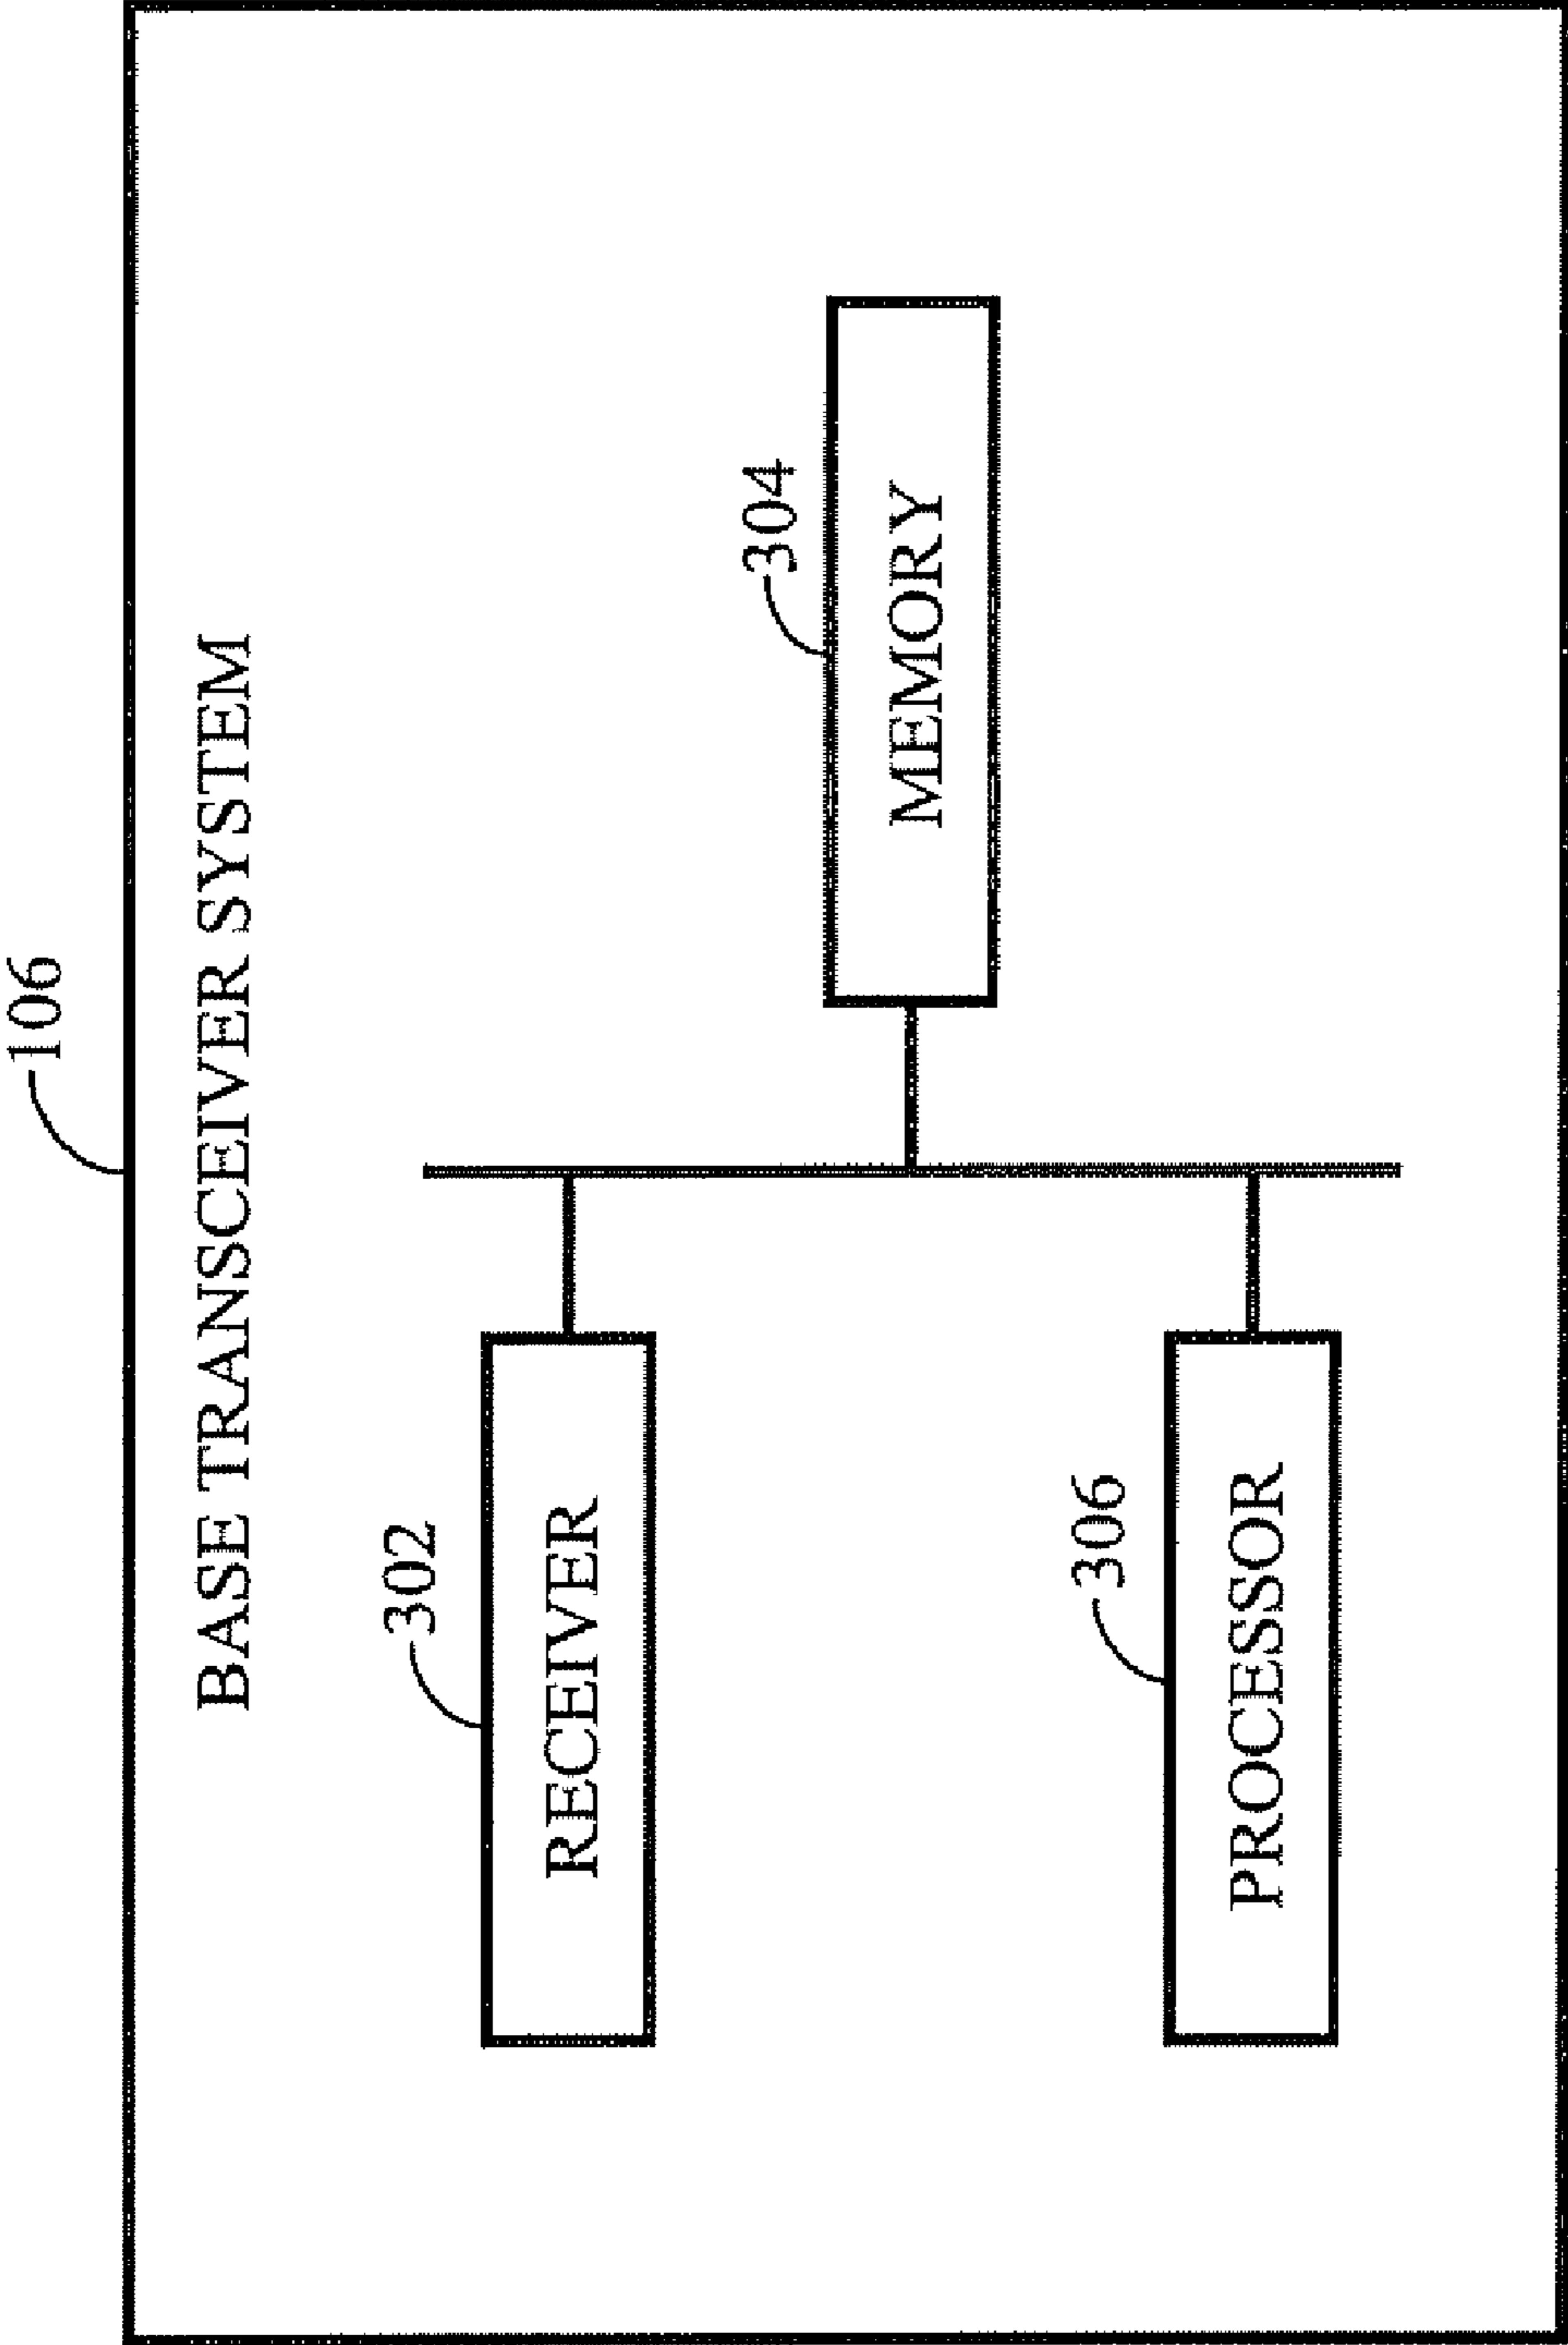 106
BASE TRANSCEIVER SYSTEM
302
RECEIVER
304
MEMORY
306
PROCESSOR